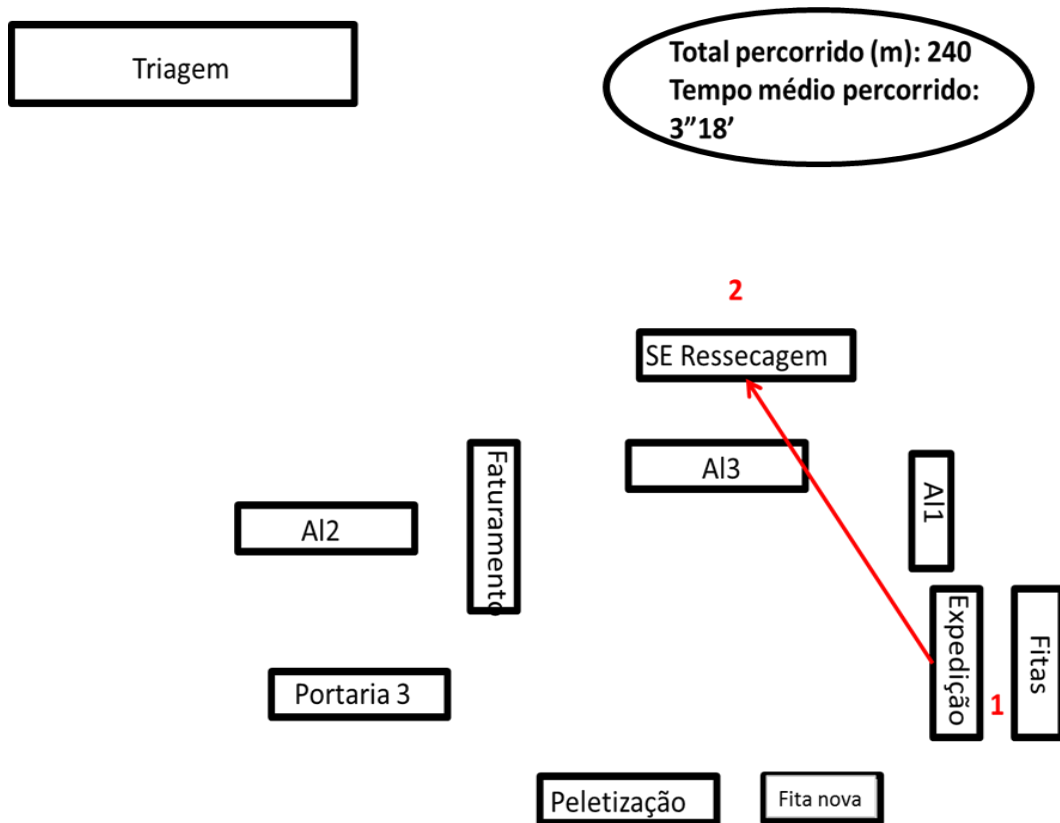 Triagem
Total percorrido (m): 240
Tempo médio percorrido:
3”18’
2
SE Ressecagem
Al3
Faturamento
Al1
Al2
Expedição
Fitas
Portaria 3
1
Peletização
Fita nova